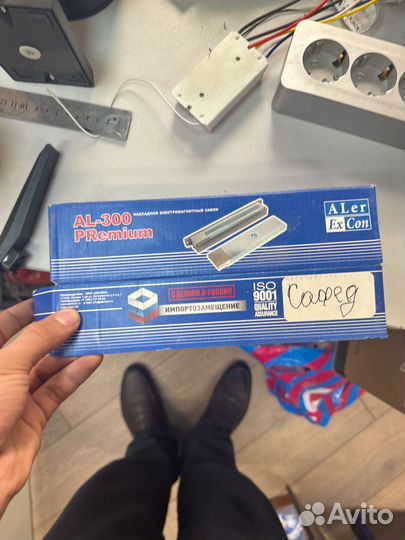 AL-300
PRemium
НАКЛАДНОЙ ЭЛЕКТРОМАГНИТНЫЙ ЗАМОК
ALer
ExCon
СДЕЛАНО В РОССИИ
ИМПОРТОЗАМЕЩЕНИЕ
ISO
9001
QUALITY
ASSURANCE
Сафед
Avito